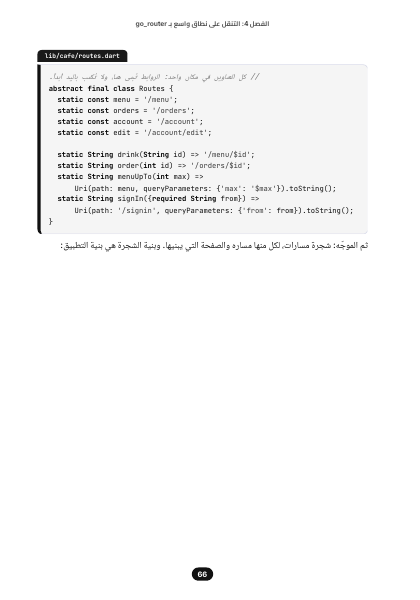 الفصل 4: التنقل على نطاق واسع بـ go_router
lib/cafe/routes.dart
// كل العناوين في مكان واحد: الروابط تُبنى هنا، ولا تُكتب باليد أبداً.
abstract final class Routes {
  static const menu = '/menu';
  static const orders = '/orders';
  static const account = '/account';
  static const edit = '/account/edit';

  static String drink(String id) => '/menu/$id';
  static String order(int id) => '/orders/$id';
  static String menuUpTo(int max) =>
      Uri(path: menu, queryParameters: {'max': '$max'}).toString();
  static String signIn({required String from}) =>
      Uri(path: '/signin', queryParameters: {'from': from}).toString();
}
ثم الموجّه: شجرة مسارات، لكل منها مساره والصفحة التي يبنيها. وبنية الشجرة هي بنية التطبيق:
66